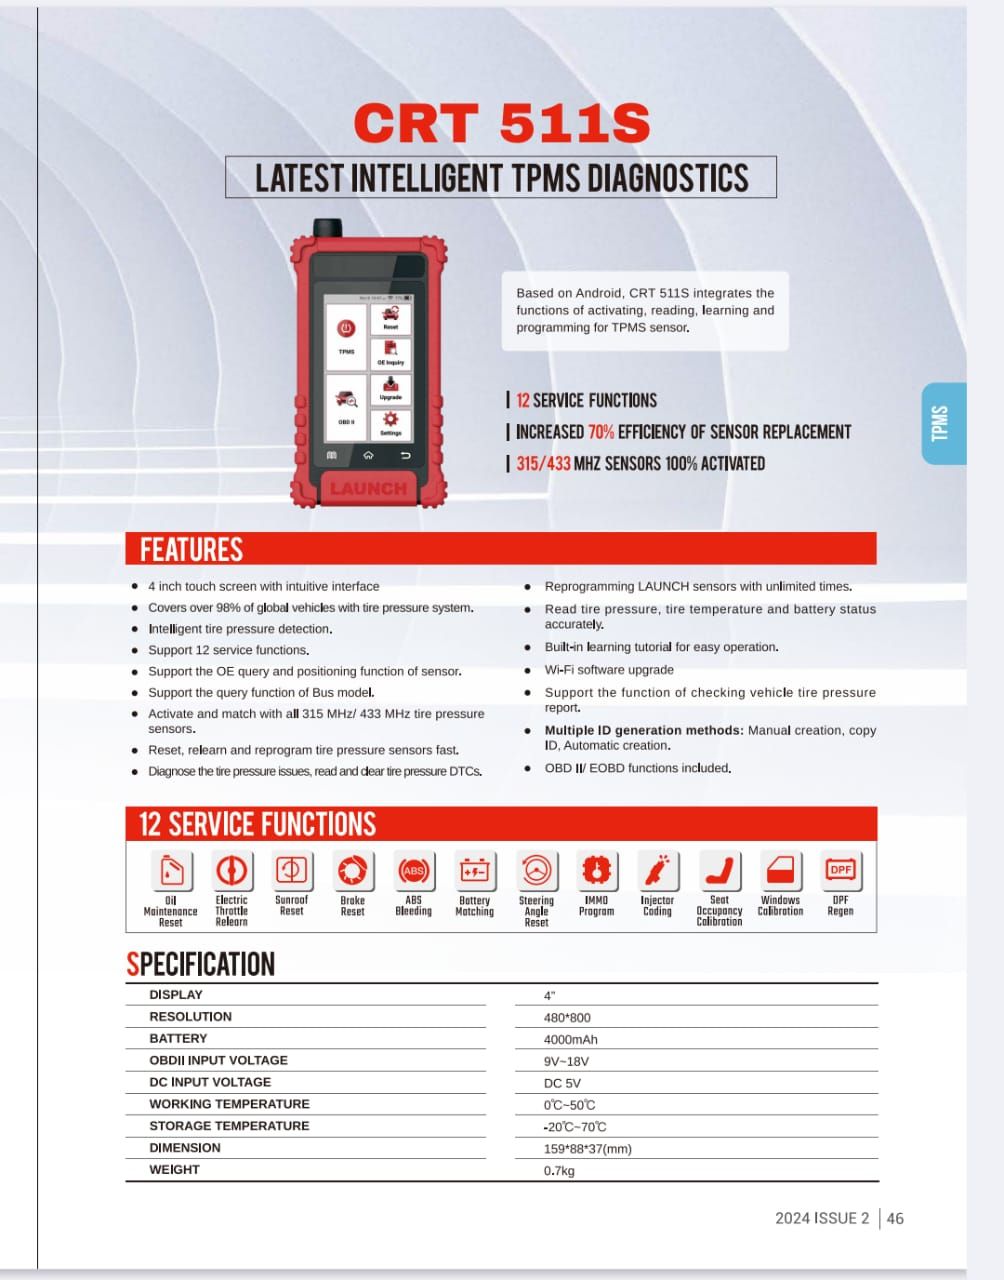 CRT 511S
LATEST INTELLIGENT TPMS DIAGNOSTICS
TPMS
Reset
OE Inquiry
OBD II
Upgrade
Settings
LAUNCH
Based on Android, CRT 511S integrates the
functions of activating, reading, learning and
programming for TPMS sensor.
12 SERVICE FUNCTIONS
INCREASED 70% EFFICIENCY OF SENSOR REPLACEMENT
315/433 MHZ SENSORS 100% ACTIVATED
TPMS
FEATURES
● 4 inch touch screen with intuitive interface
● Covers over 98% of global vehicles with tire pressure system.
● Intelligent tire pressure detection.
● Support 12 service functions.
● Support the OE query and positioning function of sensor.
● Support the query function of Bus model.
● Activate and match with all 315 MHz/ 433 MHz tire pressure
sensors.
● Reset, relearn and reprogram tire pressure sensors fast.
● Diagnose the tire pressure issues, read and clear tire pressure DTCs.
● Reprogramming LAUNCH sensors with unlimited times.
● Read tire pressure, tire temperature and battery status
accurately.
● Built-in learning tutorial for easy operation.
● Wi-Fi software upgrade
● Support the function of checking vehicle tire pressure
report.
● Multiple ID generation methods: Manual creation, copy
ID, Automatic creation.
● OBD II/ EOBD functions included.
12 SERVICE FUNCTIONS
ABS
DPF
Oil
Maintenance
Reset
Electric
Throttle
Relearn
Sunroof
Reset
Brake
Reset
ABS
Bleeding
Battery
Matching
Steering
Angle
Reset
IMMO
Program
Injector
Coding
Seat
Occupancy
Calibration
Windows
Calibration
DPF
Regen
SPECIFICATION
DISPLAY 4"
RESOLUTION 480*800
BATTERY 4000mAh
OBDII INPUT VOLTAGE 9V~18V
DC INPUT VOLTAGE DC 5V
WORKING TEMPERATURE 0℃~50℃
STORAGE TEMPERATURE -20℃~70℃
DIMENSION 159*88*37(mm)
WEIGHT 0.7kg
2024 ISSUE 2 | 46